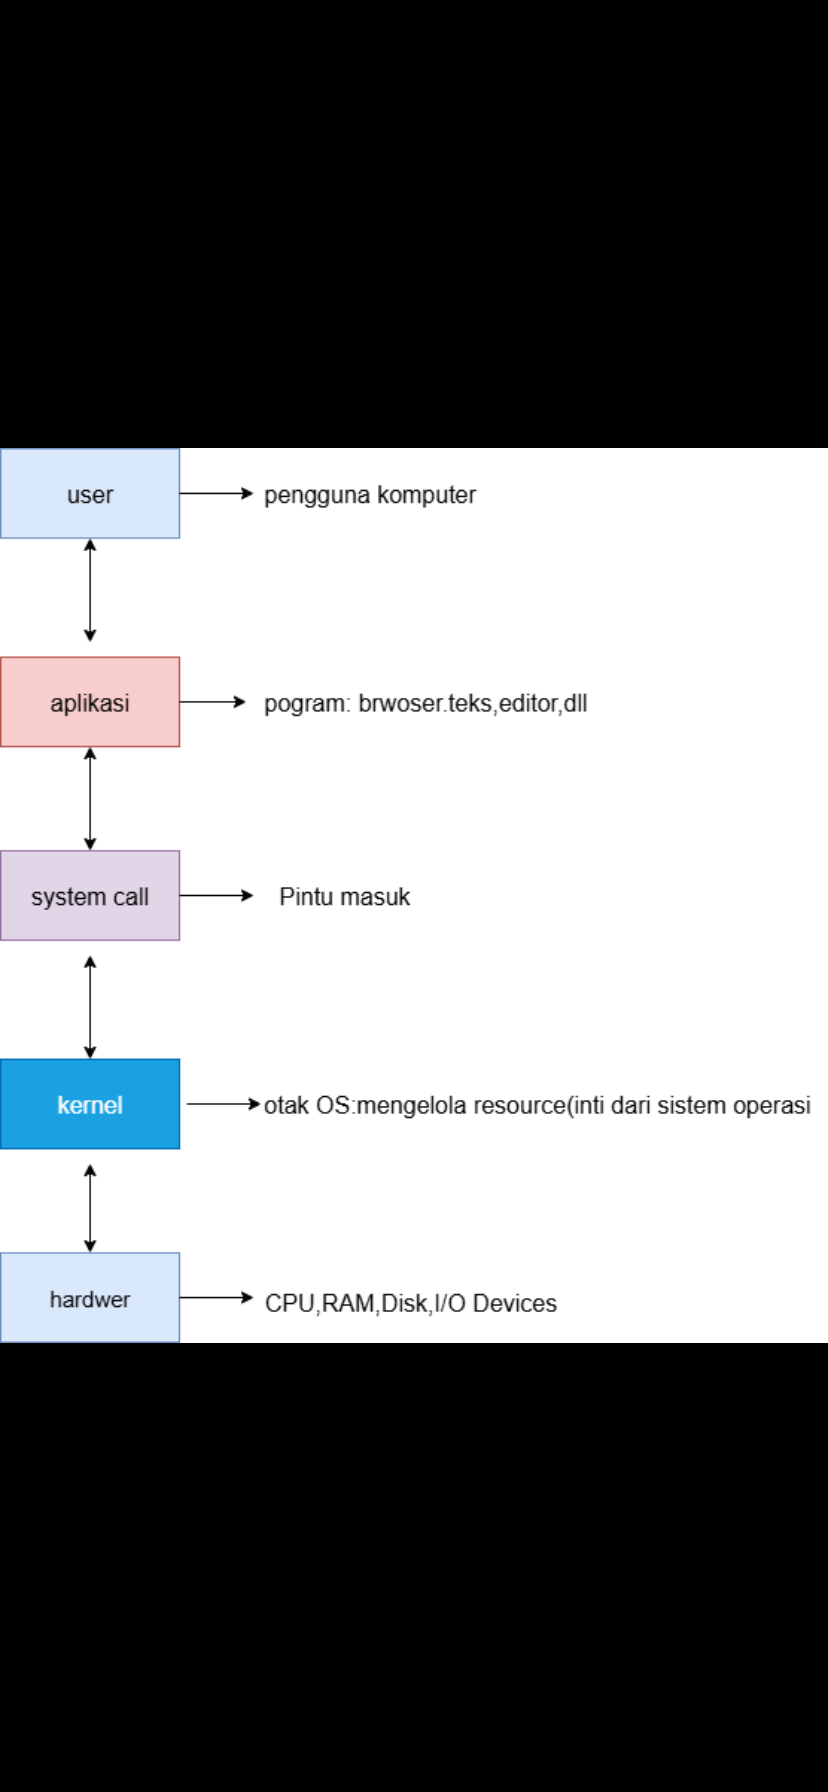 user
pengguna komputer
aplikasi
pogram: brwoser.teks,editor,dll
system call
Pintu masuk
kernel
otak OS:mengelola resource(inti dari sistem operasi
hardwer
CPU,RAM,Disk,I/O Devices